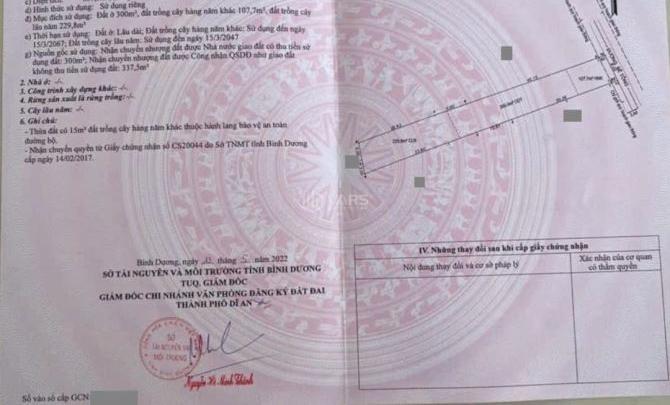 c) Hình thức sử dụng: Sử dụng riêng
d) Mục đích sử dụng: Đất ở 300m², đất trồng cây hàng năm khác 107,7m², đất trồng cây
lâu năm 229,8m²
e) Thời hạn sử dụng: Đất ở: Lâu dài; Đất trồng cây hàng năm khác: Sử dụng đến ngày
15/3/2067; Đất trồng cây lâu năm: Sử dụng đến ngày 15/3/2047
g) Nguồn gốc sử dụng: Nhận chuyển nhượng đất được Nhà nước giao đất có thu tiền sử
dụng đất: 300m²; Nhận chuyển nhượng đất được Công nhận QSDĐ như giao đất
không thu tiền sử dụng đất: 337,5m²
2. Nhà ở: -/-
3. Công trình xây dựng khác: -/-
4. Rừng sản xuất là rừng trồng: -/-
5. Cây lâu năm: -/-
6. Ghi chú:
- Thửa đất có 15m² đất trồng cây hàng năm khác thuộc hành lang bảo vệ an toàn
đường bộ.
- Nhận chuyển quyền từ Giấy chứng nhận số CS20044 do Sở TNMT tỉnh Bình Dương
cấp ngày 14/02/2017.
Bình Dương, ngày tháng năm 2022
SỞ TÀI NGUYÊN VÀ MÔI TRƯỜNG TỈNH BÌNH DƯƠNG
TUQ. GIÁM ĐỐC
GIÁM ĐỐC CHI NHÁNH VĂN PHÒNG ĐĂNG KÝ ĐẤT ĐAI
THÀNH PHỐ DĨ AN
SỞ
TÀI NGUYÊN VÀ
MÔI TRƯỜNG
Số vào sổ cấp GCN
IV. Những thay đổi sau khi cấp giấy chứng nhận
Nội dung thay đổi và cơ sở pháp lý
Xác nhận của cơ quan
có thẩm quyền